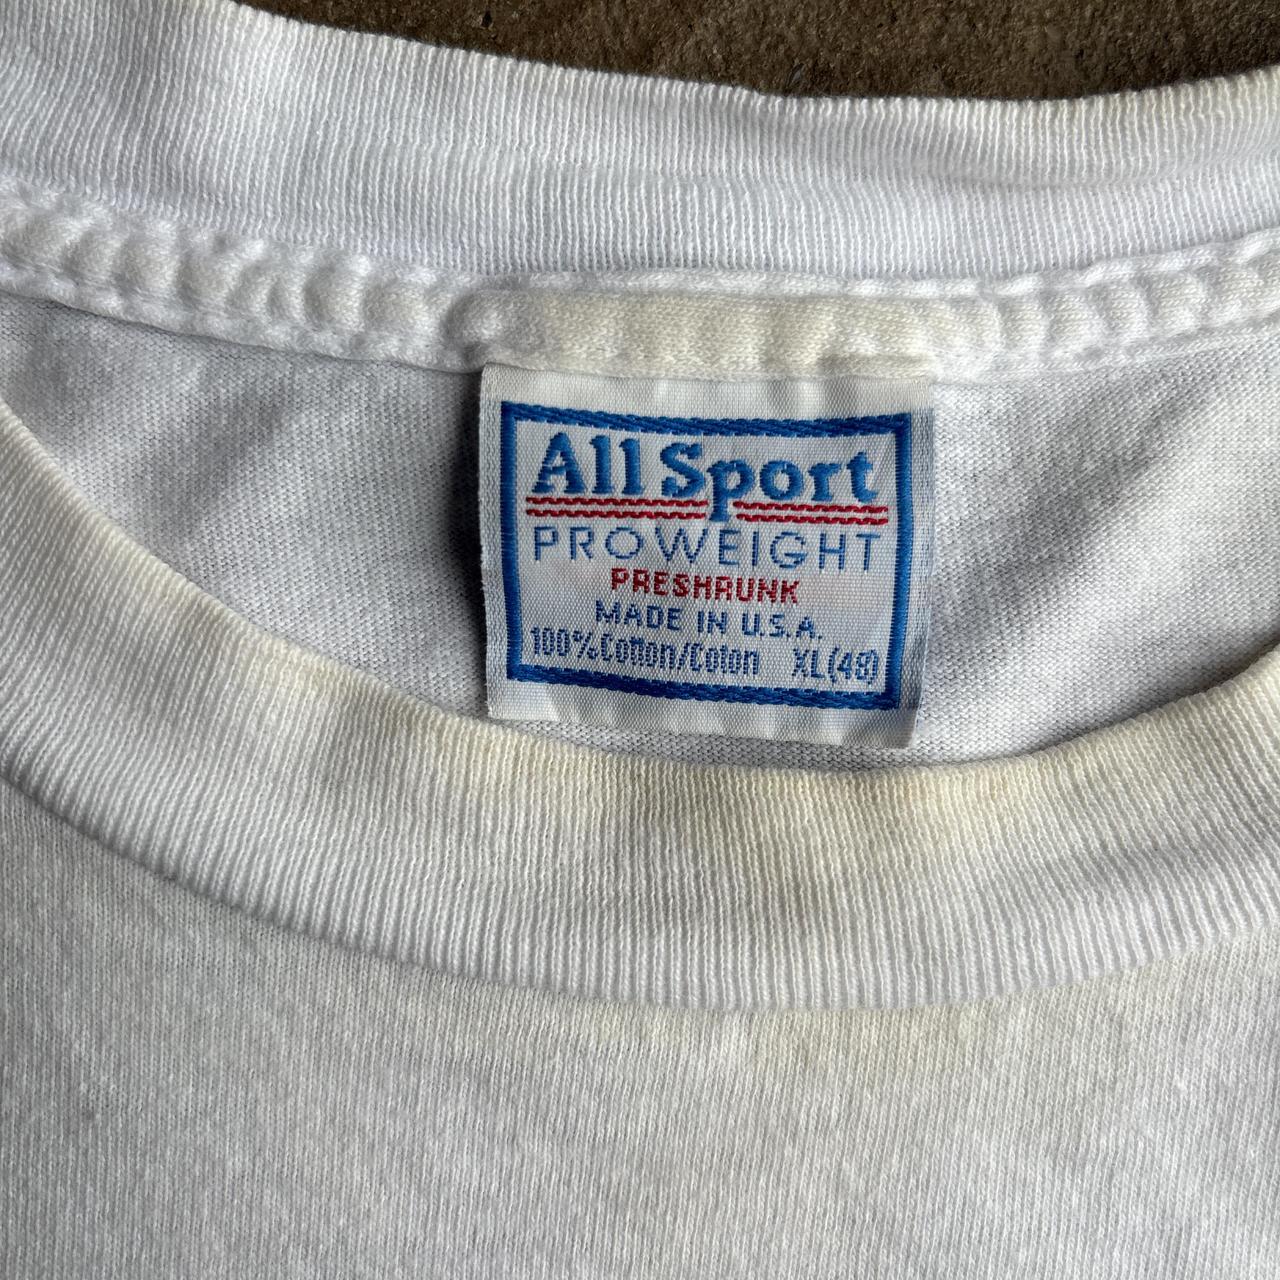 All Sport
PROWEIGHT
PRESHRUNK
MADE IN U.S.A.
100% Cotton/Coton XL (48)